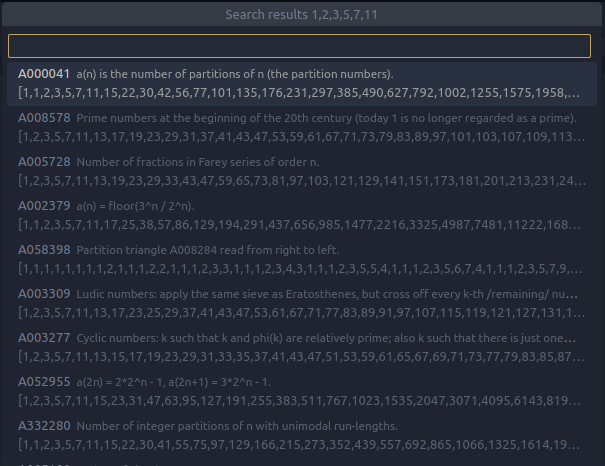 Search results 1,2,3,5,7,11
A000041 a(n) is the number of partitions of n (the partition numbers).
[1,1,2,3,5,7,11,15,22,30,42,56,77,101,135,176,231,297,385,490,627,792,1002,1255,1575,1958,…
A008578 Prime numbers at the beginning of the 20th century (today 1 is no longer regarded as a prime).
[1,2,3,5,7,11,13,17,19,23,29,31,37,41,43,47,53,59,61,67,71,73,79,83,89,97,101,103,107,109,113…
A005728 Number of fractions in Farey series of order n.
[1,2,3,5,7,11,13,19,23,29,33,43,47,59,65,73,81,97,103,121,129,141,151,173,181,201,213,231,24…
A002379 a(n) = floor(3^n / 2^n).
[1,1,2,3,5,7,11,17,25,38,57,86,129,194,291,437,656,985,1477,2216,3325,4987,7481,11222,168…
A058398 Partition triangle A008284 read from right to left.
[1,1,1,1,1,1,1,2,1,1,2,2,1,1,1,2,3,3,1,1,1,2,3,4,3,1,1,1,2,3,5,5,4,1,1,1,2,3,5,6,7,4,1,1,1,2,3,5,7,9,…
A003309 Ludic numbers: apply the same sieve as Eratosthenes, but cross off every k-th /remaining/ nu…
[1,2,3,5,7,11,13,17,23,25,29,37,41,43,47,53,61,67,71,77,83,89,91,97,107,115,119,121,127,131,1…
A003277 Cyclic numbers: k such that k and phi(k) are relatively prime; also k such that there is just one…
[1,2,3,5,7,11,13,15,17,19,23,29,31,33,35,37,41,43,47,51,53,59,61,65,67,69,71,73,77,79,83,85,87…
A052955 a(2n) = 2*2^n - 1, a(2n+1) = 3*2^n - 1.
[1,2,3,5,7,11,15,23,31,47,63,95,127,191,255,383,511,767,1023,1535,2047,3071,4095,6143,819…
A332280 Number of integer partitions of n with unimodal run-lengths.
[1,1,2,3,5,7,11,15,22,30,41,55,75,97,129,166,215,273,352,439,557,692,865,1066,1325,1614,19…